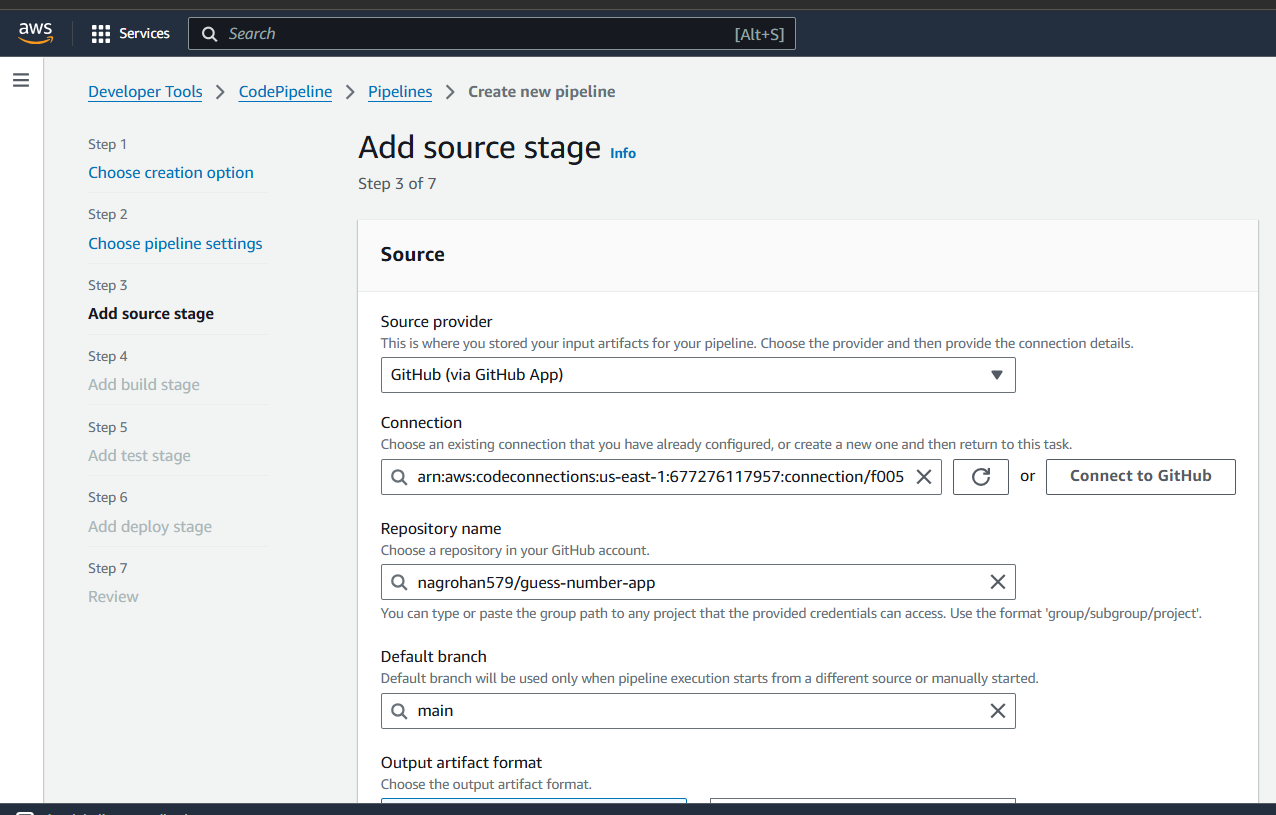 aws
Services
Search
[Alt+S]
Developer Tools
CodePipeline
Pipelines
Create new pipeline
Step 1
Choose creation option
Step 2
Choose pipeline settings
Step 3
Add source stage
Step 4
Add build stage
Step 5
Add test stage
Step 6
Add deploy stage
Step 7
Review
Add source stage Info
Step 3 of 7
Source
Source provider
This is where you stored your input artifacts for your pipeline. Choose the provider and then provide the connection details.
GitHub (via GitHub App)
Connection
Choose an existing connection that you have already configured, or create a new one and then return to this task.
arn:aws:codeconnections:us-east-1:677276117957:connection/f005
or
Connect to GitHub
Repository name
Choose a repository in your GitHub account.
nagrohan579/guess-number-app
You can type or paste the group path to any project that the provided credentials can access. Use the format 'group/subgroup/project'.
Default branch
Default branch will be used only when pipeline execution starts from a different source or manually started.
main
Output artifact format
Choose the output artifact format.